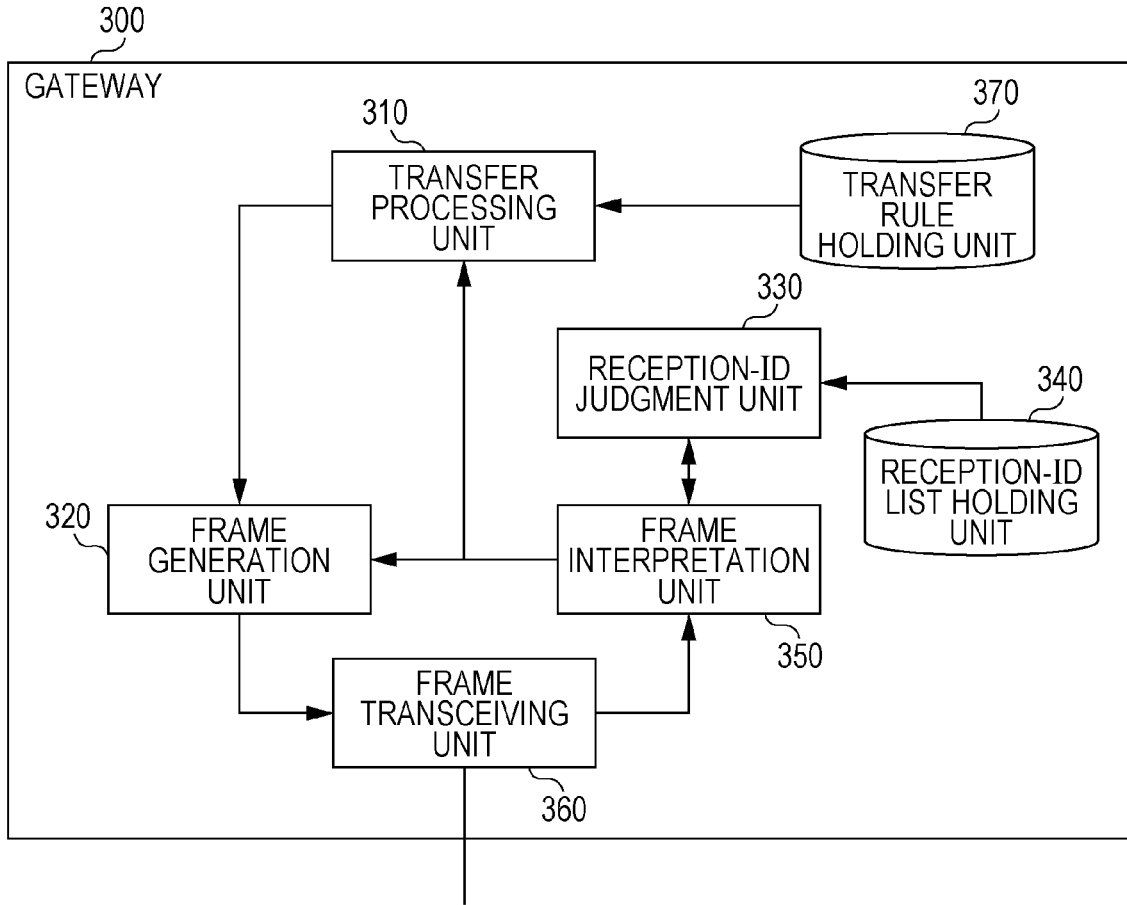 300
GATEWAY
310
TRANSFER
PROCESSING
UNIT
370
TRANSFER
RULE
HOLDING UNIT
330
RECEPTION-ID
JUDGMENT UNIT
340
RECEPTION-ID
LIST HOLDING
UNIT
320
FRAME
GENERATION
UNIT
FRAME
INTERPRETATION
UNIT
350
FRAME
TRANSCEIVING
UNIT
360